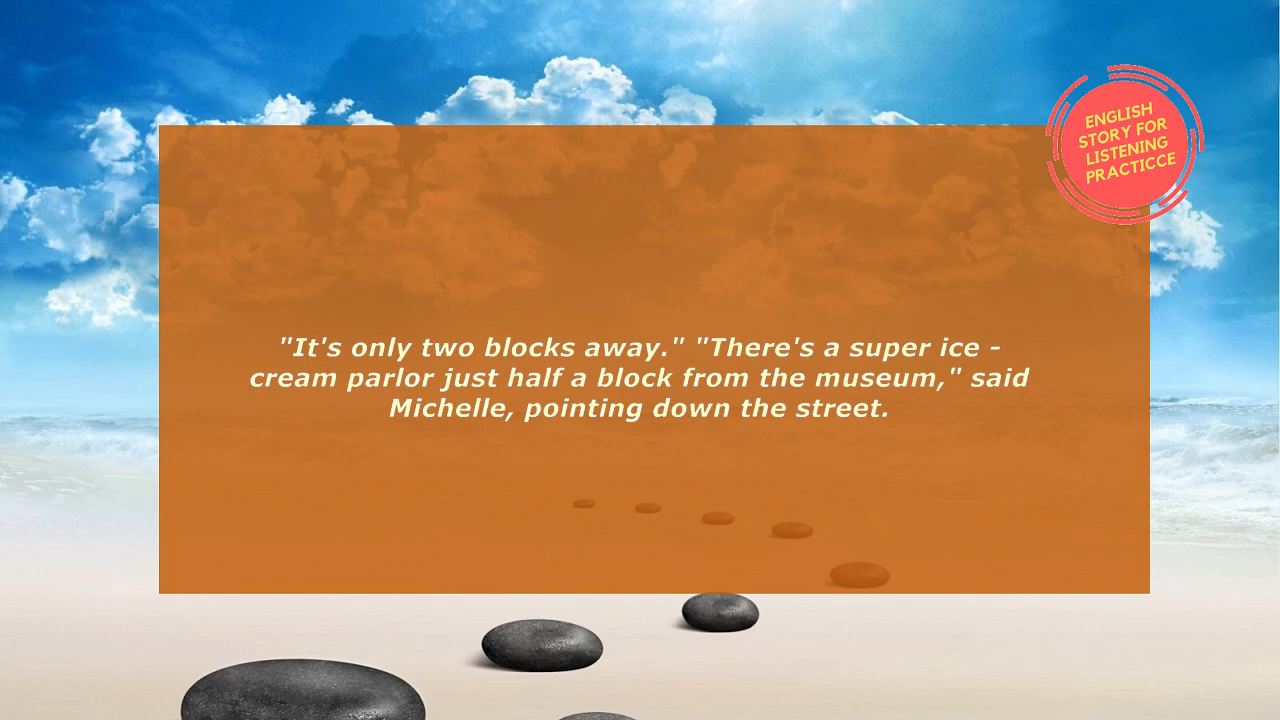 ENGLISH
STORY FOR
LISTENING
PRACTICCE
"It's only two blocks away." "There's a super ice -
cream parlor just half a block from the museum," said
Michelle, pointing down the street.